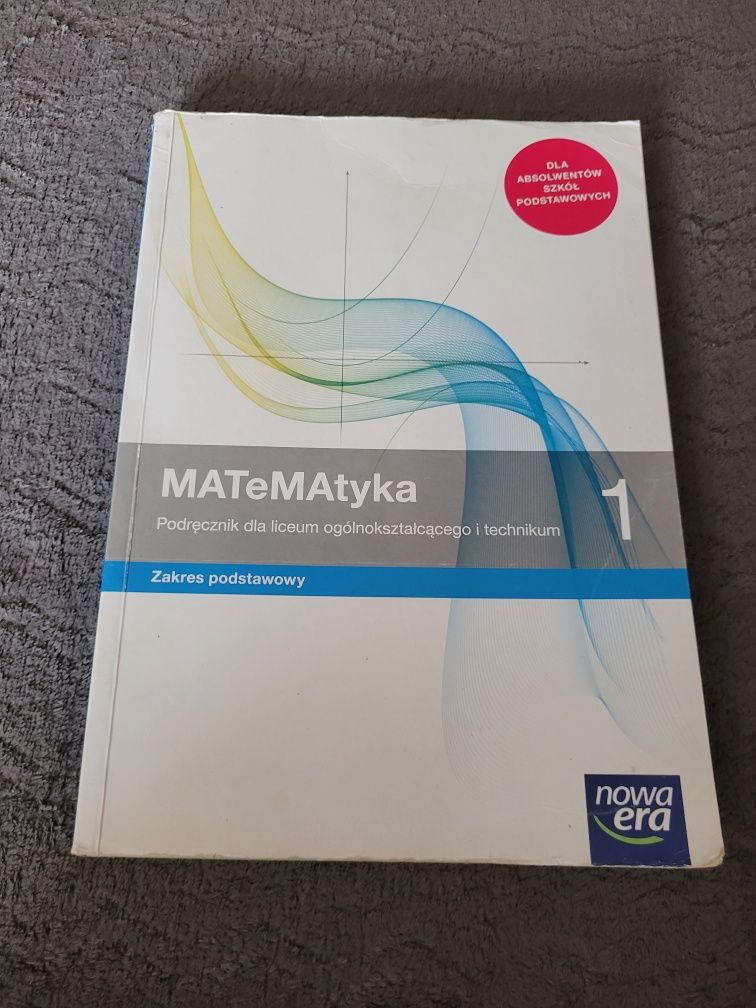 DLA
ABSOLWENTÓW
SZKÓŁ
PODSTAWOWYCH
MATeMAtyka 1
Podręcznik dla liceum ogólnokształcącego i technikum
Zakres podstawowy
nowa
era